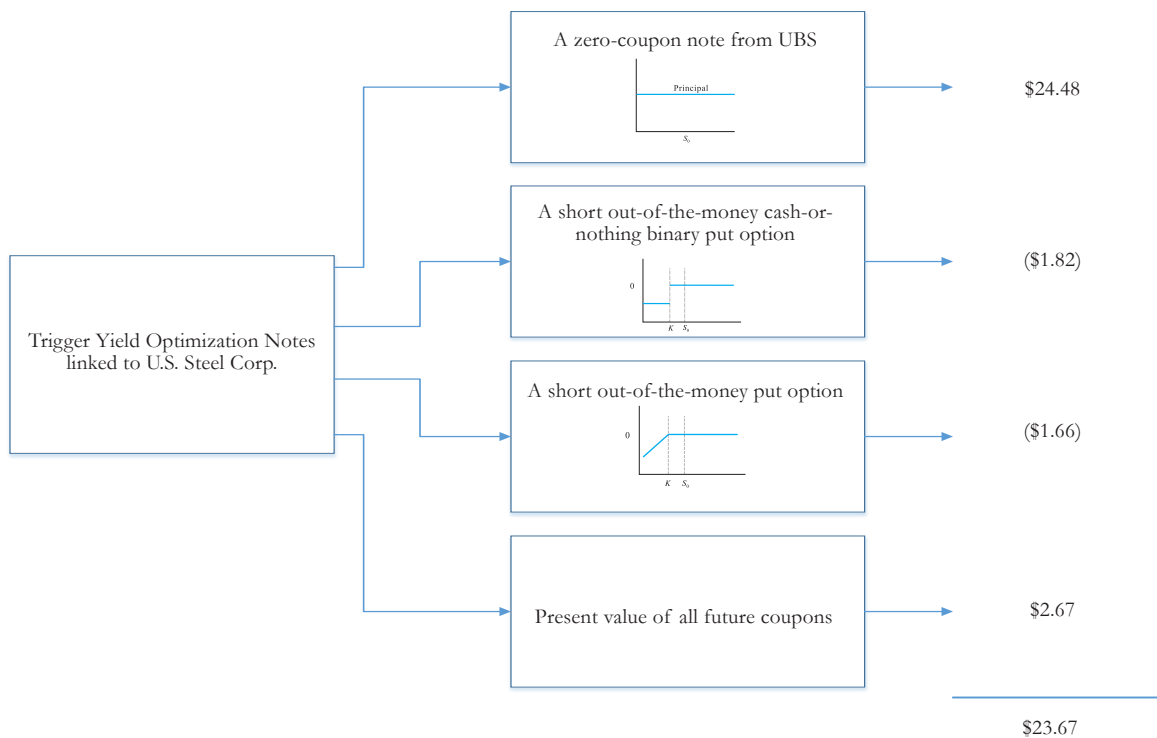 A zero-coupon note from UBS
Principal
S₀
$24.48
A short out-of-the-money cash-or-
nothing binary put option
0
K S₀
($1.82)
Trigger Yield Optimization Notes
linked to U.S. Steel Corp.
A short out-of-the-money put option
0
K S₀
($1.66)
Present value of all future coupons
$2.67
$23.67